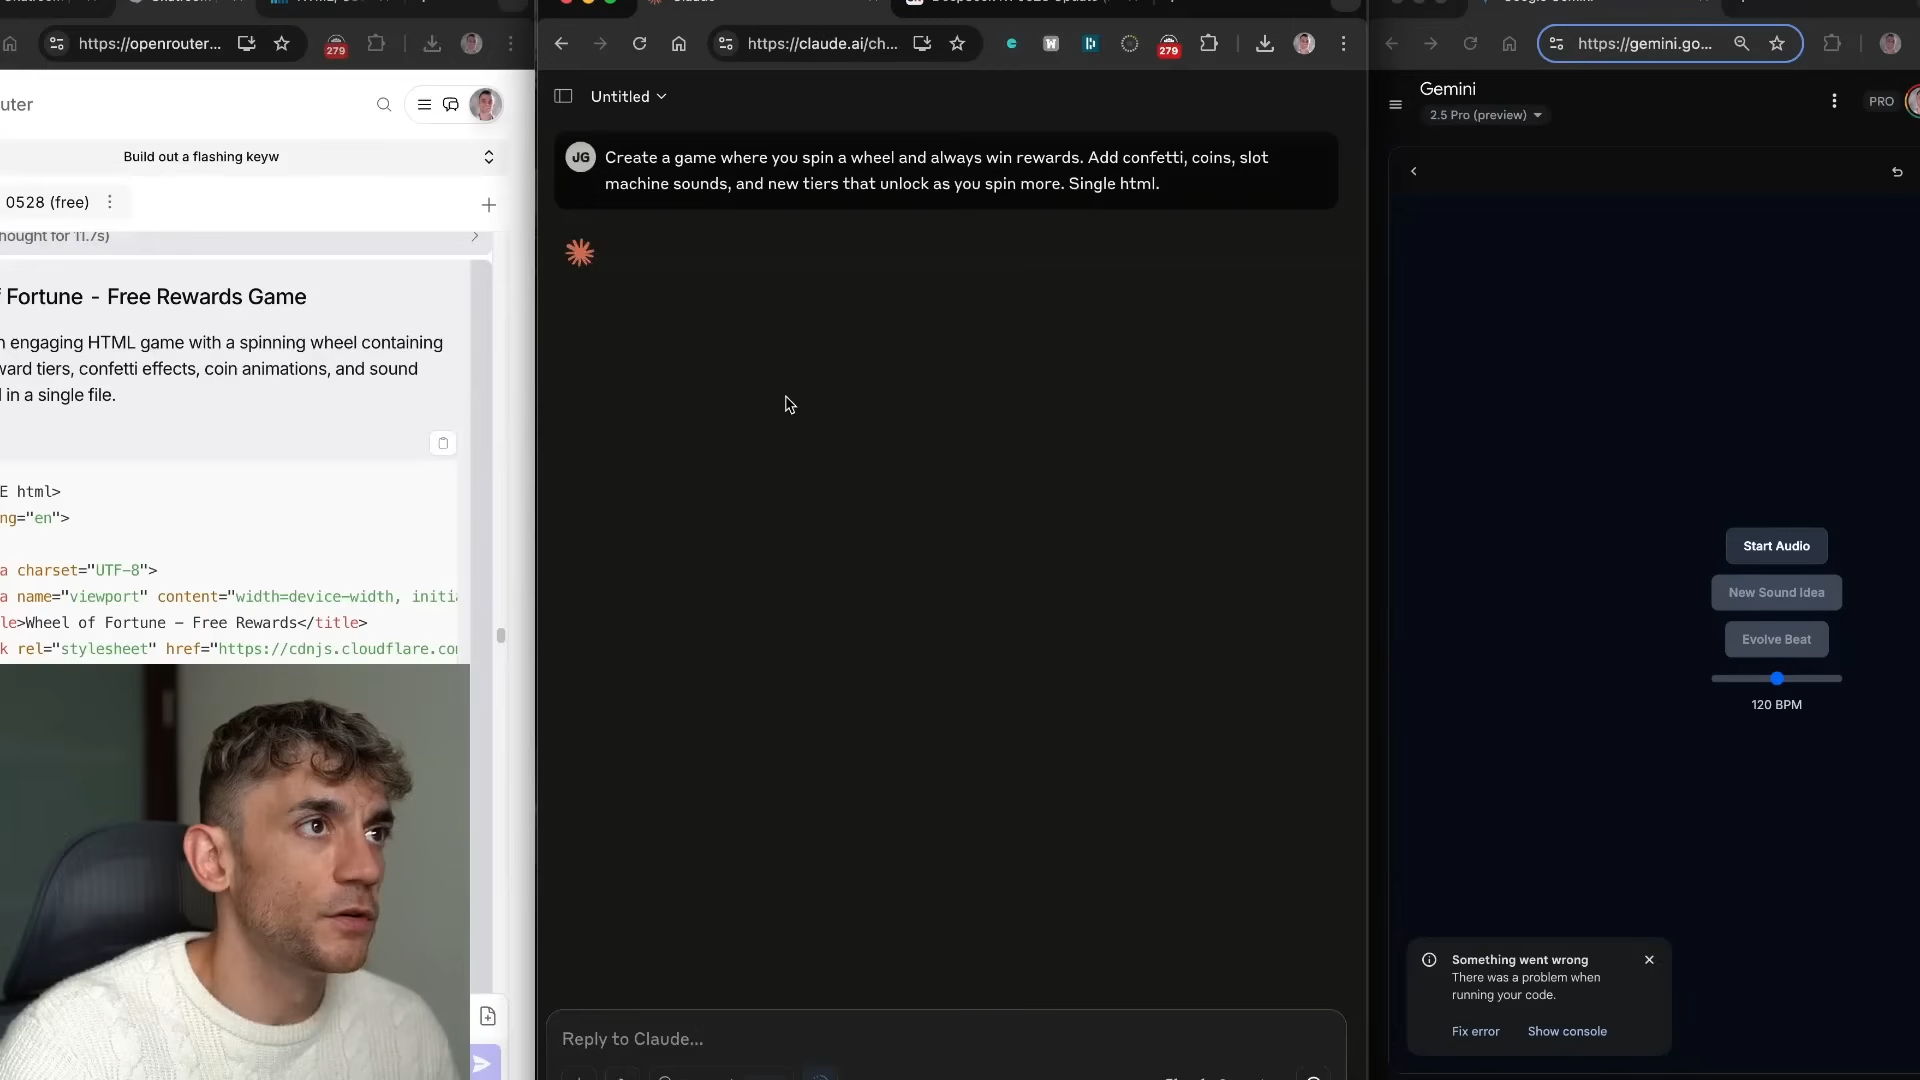 https://openrouter...
279
uter
Build out a flashing keyw
0528 (free)
hought for 11.7s)
Fortune - Free Rewards Game
engaging HTML game with a spinning wheel containing
ward tiers, confetti effects, coin animations, and sound
in a single file.
E html>
ng="en">
a charset="UTF-8">
a name="viewport" content="width=device-width, initia
le>Wheel of Fortune – Free Rewards</title>
k rel="stylesheet" href="https://cdnjs.cloudflare.com
https://claude.ai/ch...
279
Untitled
JG
Create a game where you spin a wheel and always win rewards. Add confetti, coins, slot
machine sounds, and new tiers that unlock as you spin more. Single html.
Reply to Claude...
https://gemini.go...
Gemini
2.5 Pro (preview)
PRO
Start Audio
New Sound Idea
Evolve Beat
120 BPM
Something went wrong
There was a problem when
running your code.
Fix error
Show console